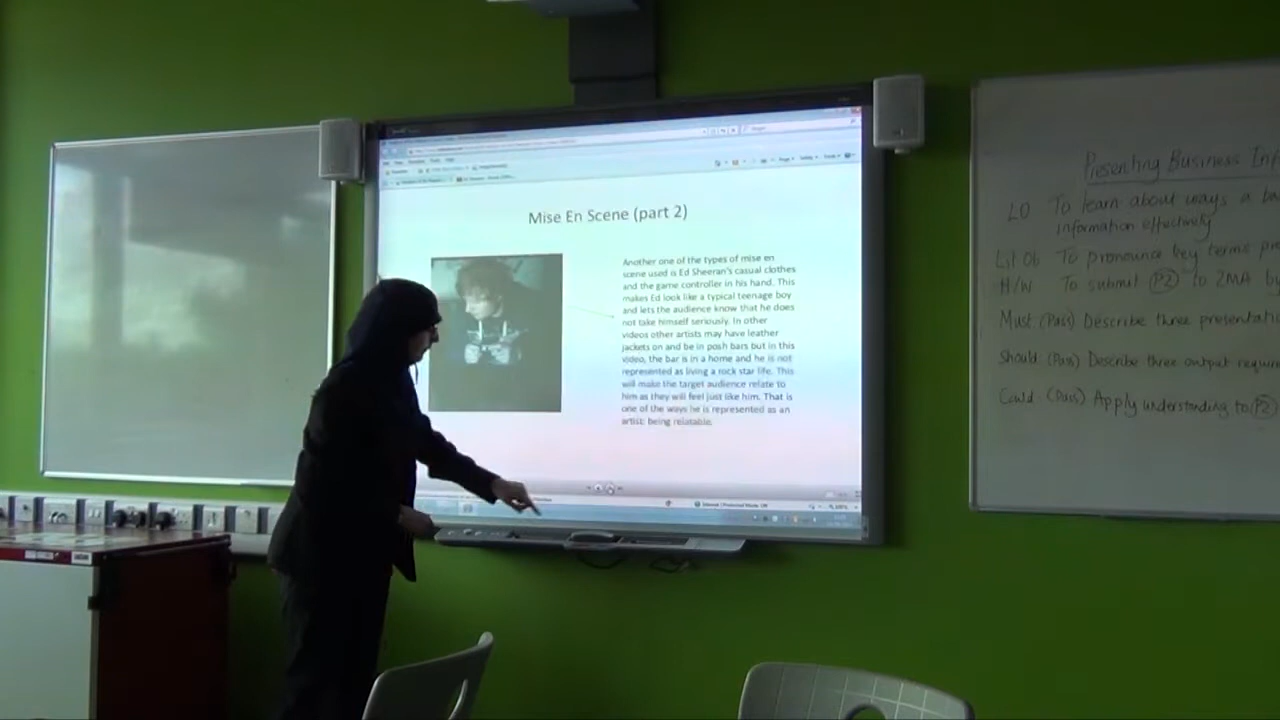 Mise En Scene (part 2)
Another one of the types of mise en
scene used is Ed Sheeran's casual clothes
and the game controller in his hand. This
makes Ed look like a typical teenage boy
and lets the audience know that he does
not take himself seriously. In other
videos other artists may have leather
jackets on and be in posh bars but in this
video, the bar is in a home and he is not
represented as living a rock star life. This
will make the target audience relate to
him as they will feel just like him. That is
one of the ways he is represented as an
artist; being relatable.
Presenting Business Inf
LO To learn about ways a
information effectively
Lit Ob To pronounce key terms
H/W To submit P2 to 2MA by
Must (Pass) Describe three presentati
Should (Pass) Describe three output requir
Could (Pass) Apply understanding to P2